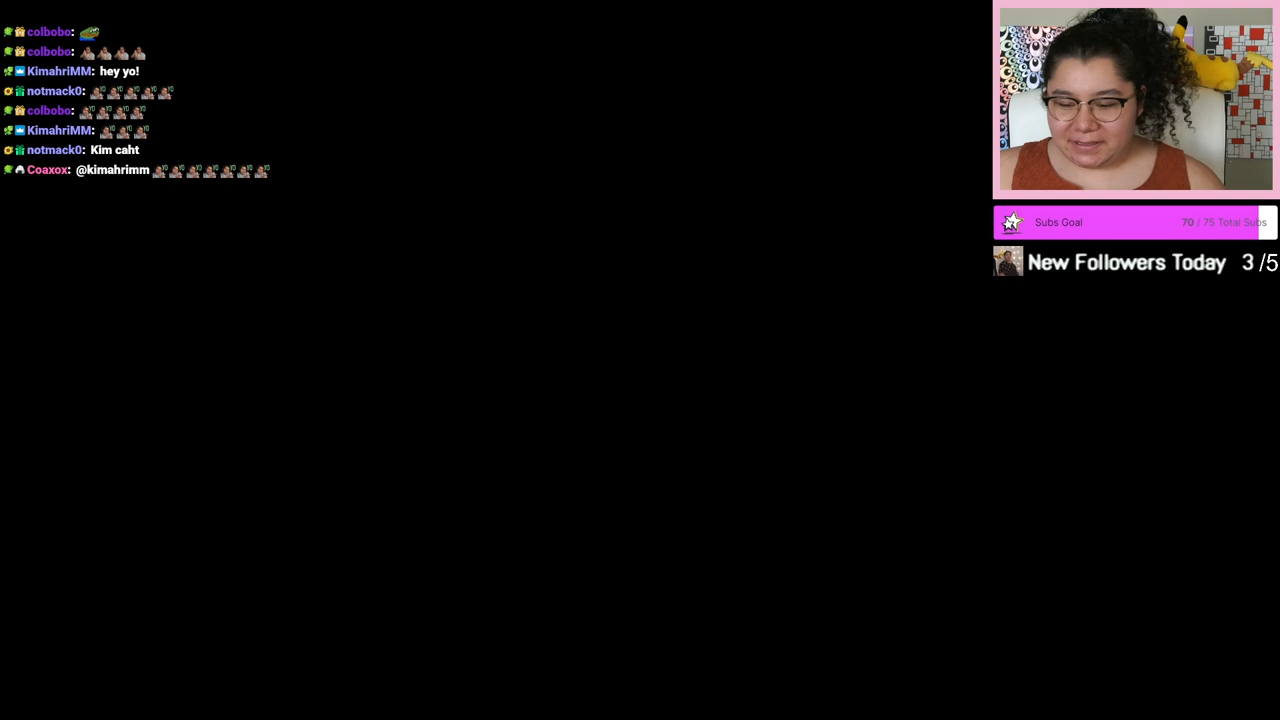 colbobo:
colbobo:
KimahriMM: hey yo!
notmack0:
colbobo:
KimahriMM:
notmack0: Kim caht
Coaxox: @kimahrimm
Subs Goal 70 / 75 Total Subs
New Followers Today 3 /5